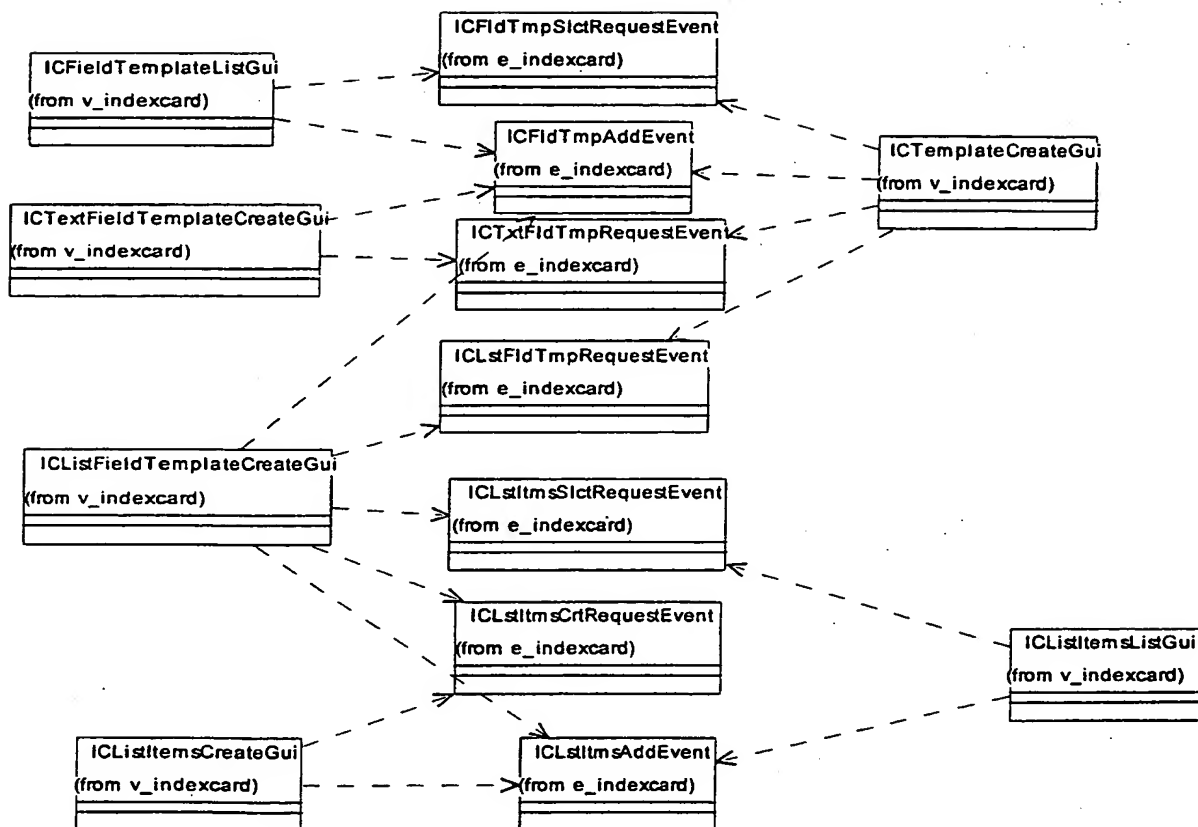 ICFldTmpSlctRequestEvent
(from e_indexcard)
ICFieldTemplateListGui
(from v_indexcard)
ICFldTmpAddEvent
(from e_indexcard)
ICTemplateCreateGui
(from v_indexcard)
ICTextFieldTemplateCreateGui
(from v_indexcard)
ICTxtFldTmpRequestEvent
(from e_indexcard)
ICLstFldTmpRequestEvent
(from e_indexcard)
ICListFieldTemplateCreateGui
(from v_indexcard)
ICLstItmsSlctRequestEvent
(from e_indexcard)
ICLstItmsCrtRequestEvent
(from e_indexcard)
ICListItemsListGui
(from v_indexcard)
ICListItemsCreateGui
(from v_indexcard)
ICLstItmsAddEvent
(from e_indexcard)